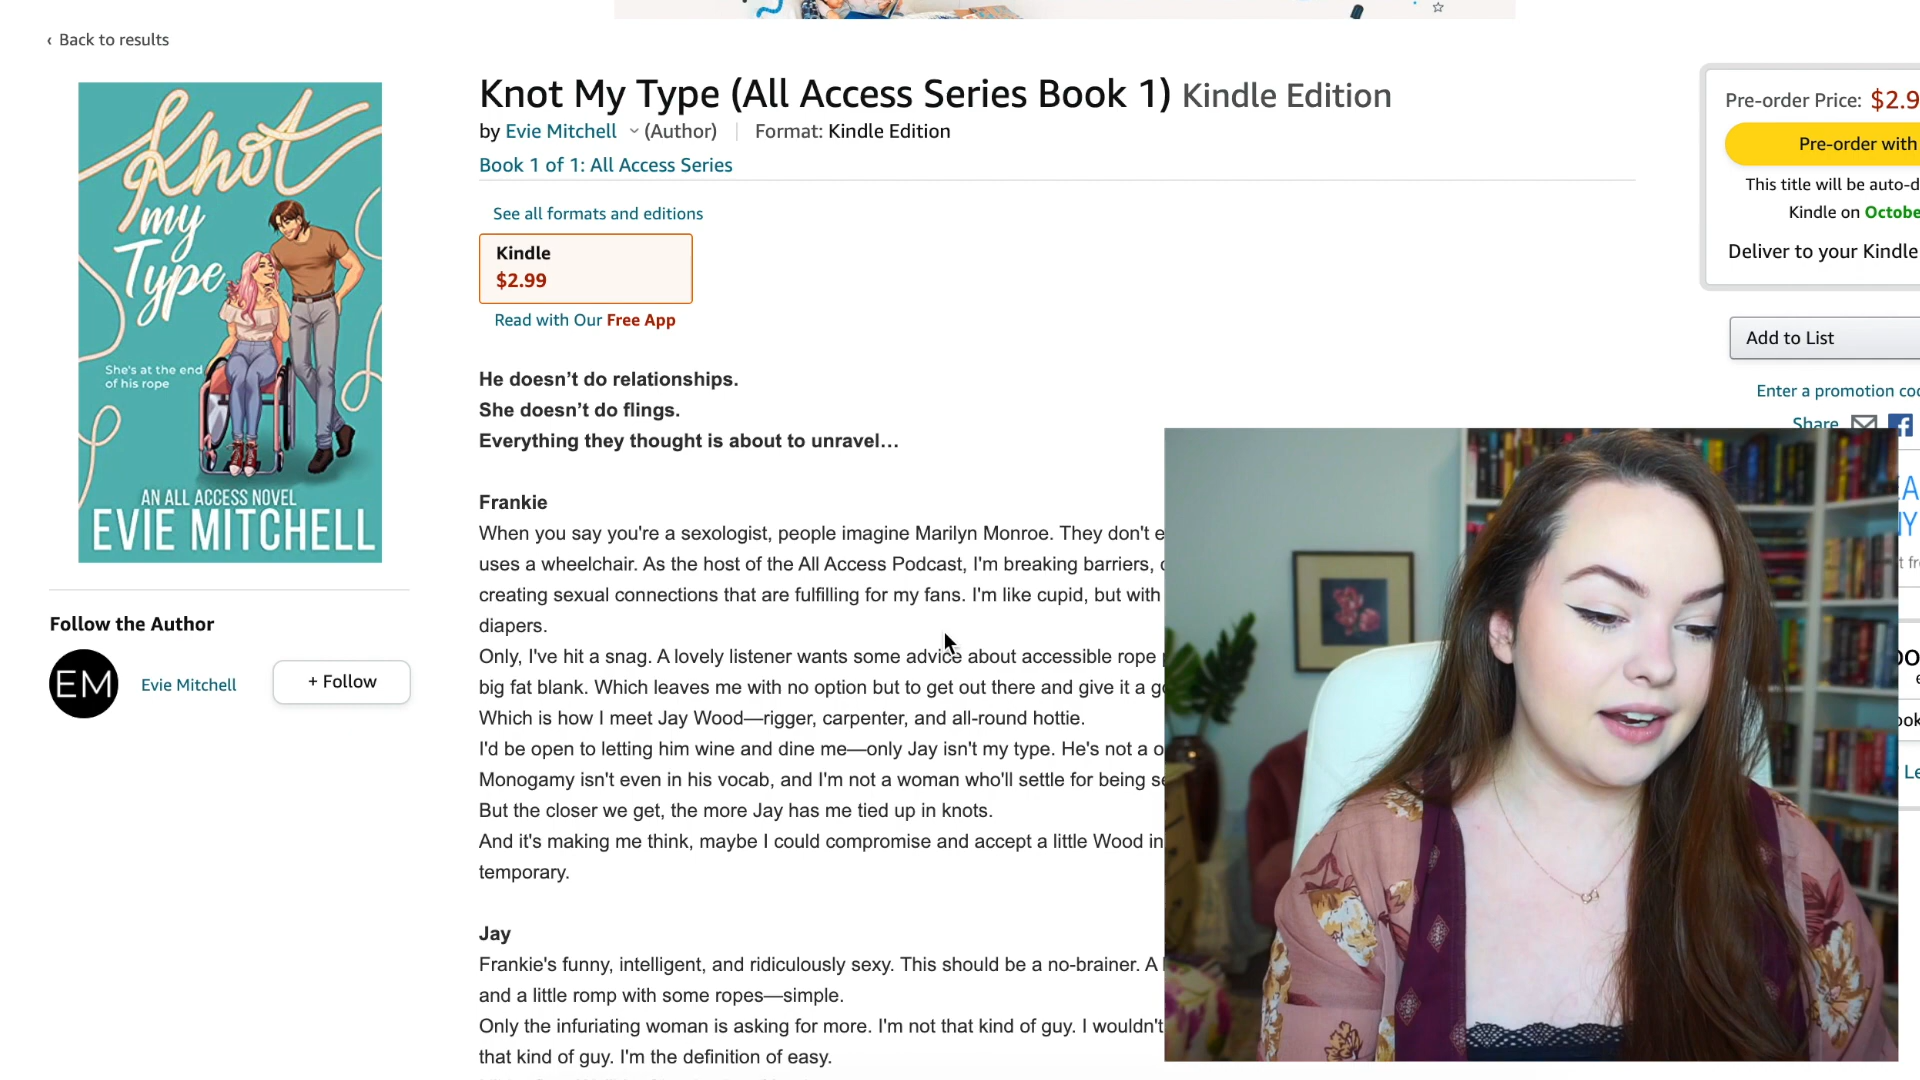 ‹ Back to results
Knot My Type (All Access Series Book 1) Kindle Edition
by Evie Mitchell (Author) | Format: Kindle Edition
Book 1 of 1: All Access Series
See all formats and editions
Kindle
$2.99
Read with Our Free App
He doesn’t do relationships.
She doesn’t do flings.
Everything they thought is about to unravel…
Frankie
When you say you're a sexologist, people imagine Marilyn Monroe. They don't
uses a wheelchair. As the host of the All Access Podcast, I'm breaking barriers,
creating sexual connections that are fulfilling for my fans. I'm like cupid, but with
diapers.
Only, I've hit a snag. A lovely listener wants some advice about accessible rope
big fat blank. Which leaves me with no option but to get out there and give it a
Which is how I meet Jay Wood—rigger, carpenter, and all-round hottie.
I'd be open to letting him wine and dine me—only Jay isn't my type. He's not a
Monogamy isn't even in his vocab, and I'm not a woman who'll settle for being
But the closer we get, the more Jay has me tied up in knots.
And it's making me think, maybe I could compromise and accept a little Wood in
temporary.
Jay
Frankie's funny, intelligent, and ridiculously sexy. This should be a no-brainer. A
and a little romp with some ropes—simple.
Only the infuriating woman is asking for more. I'm not that kind of guy. I wouldn't
that kind of guy. I'm the definition of easy.
Knot
my
Type
She's at the end
of his rope
AN ALL ACCESS NOVEL
EVIE MITCHELL
Follow the Author
EM
Evie Mitchell
+ Follow
Pre-order Price: $2.9
Pre-order with
This title will be auto-d
Kindle on Octobe
Deliver to your Kindle
Add to List
Enter a promotion co
Share